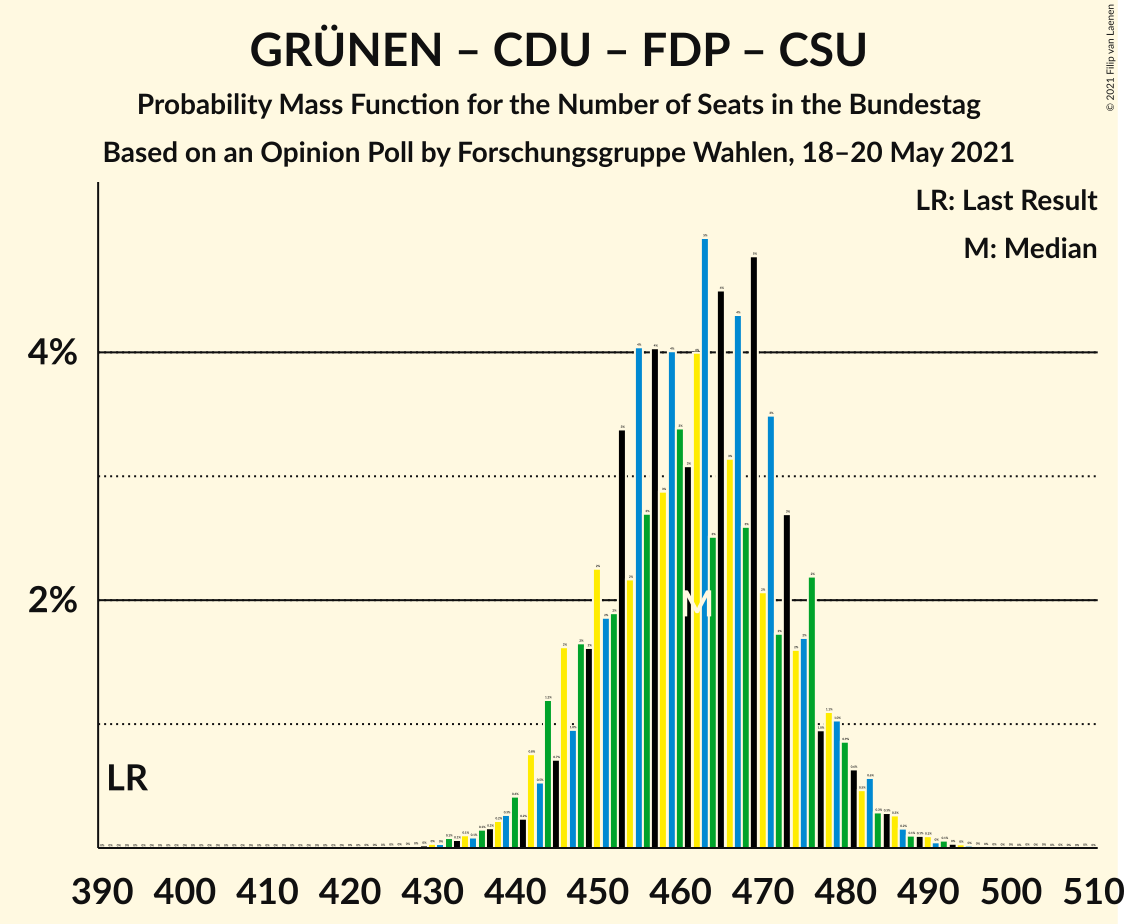 GRÜNEN – CDU – FDP – CSU
Probability Mass Function for the Number of Seats in the Bundestag
Based on an Opinion Poll by Forschungsgruppe Wahlen, 18–20 May 2021
© 2021 Filip van Laenen
LR: Last Result
M: Median
4%
2%
M
LR
390 400 410 420 430 440 450 460 470 480 490 500 510